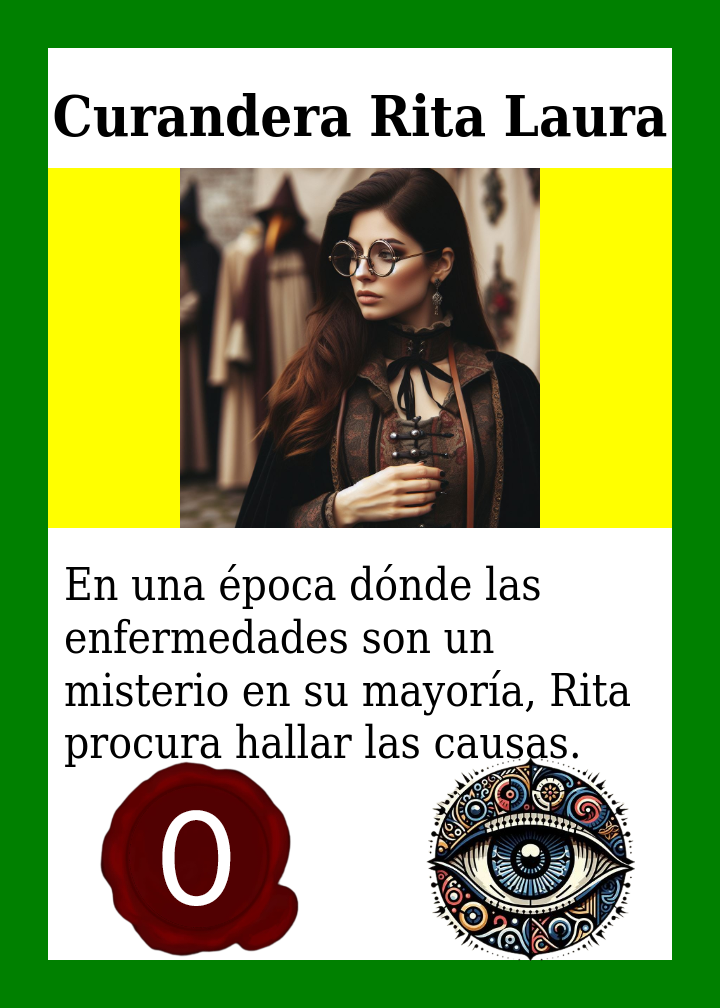 Curandera Rita Laura
En una época dónde las
enfermedades son un
misterio en su mayoría, Rita
procura hallar las causas.
0